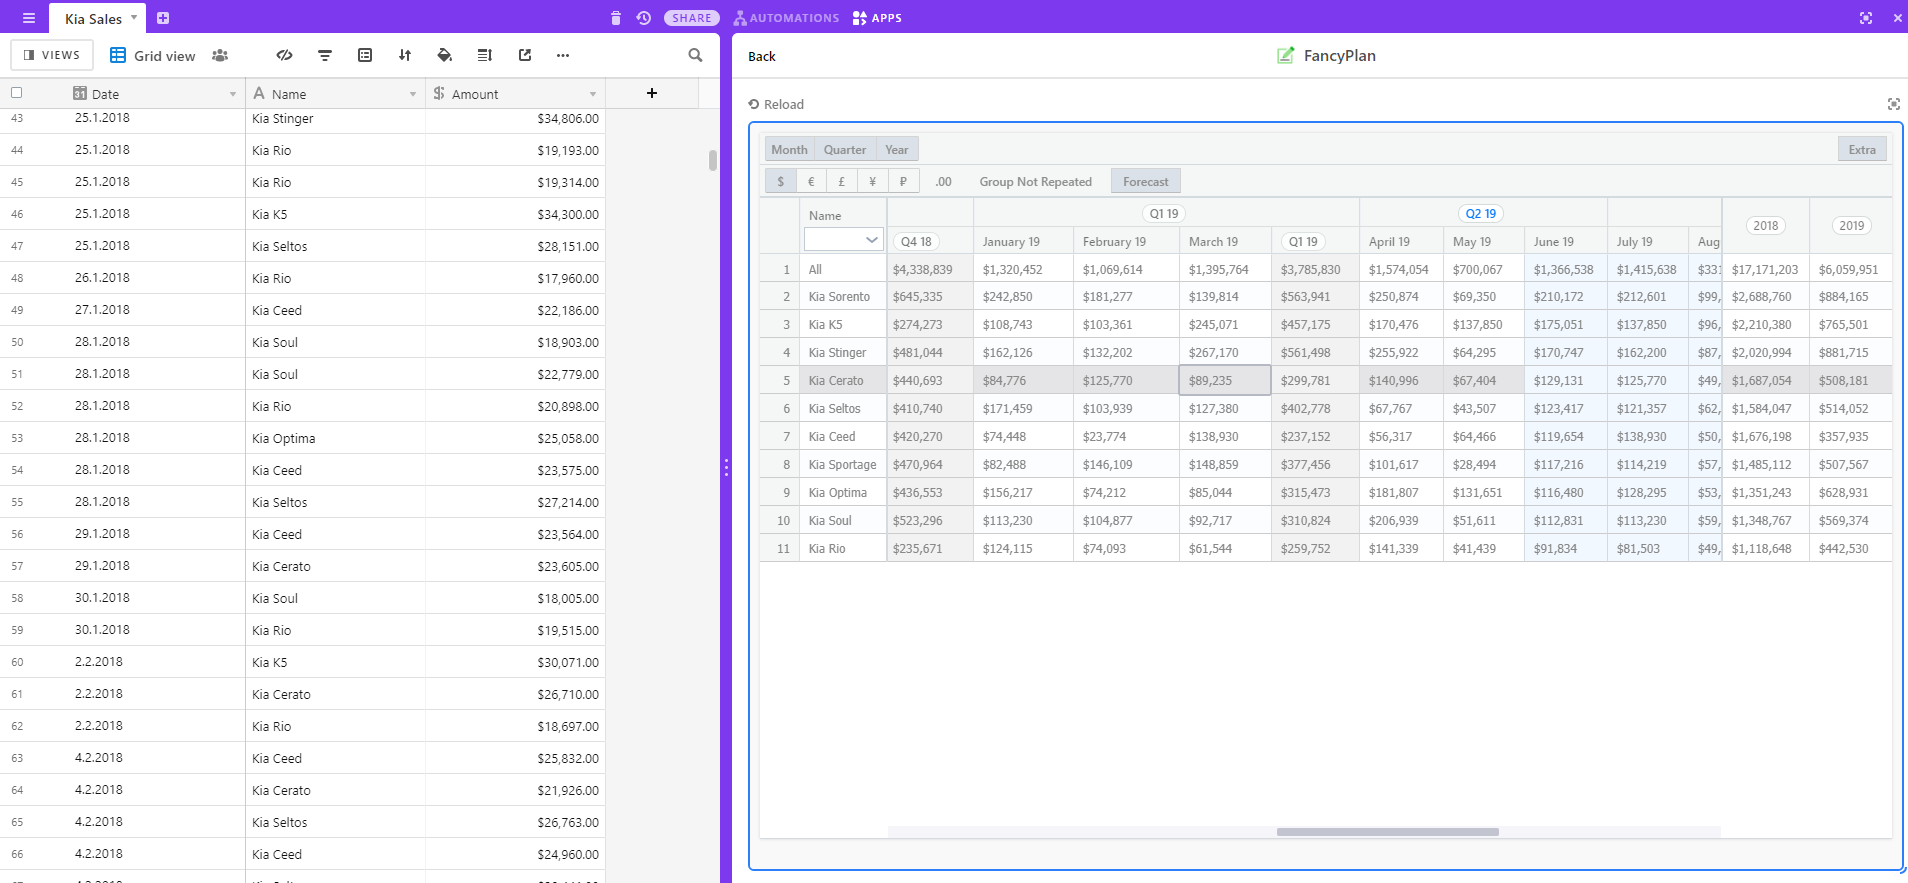 Kia Sales
SHARE
AUTOMATIONS
APPS
VIEWS
Grid view
Date Name Amount
43 25.1.2018 Kia Stinger $34,806.00
44 25.1.2018 Kia Rio $19,193.00
45 25.1.2018 Kia Rio $19,314.00
46 25.1.2018 Kia K5 $34,300.00
47 25.1.2018 Kia Seltos $28,151.00
48 26.1.2018 Kia Rio $17,960.00
49 27.1.2018 Kia Ceed $22,186.00
50 28.1.2018 Kia Soul $18,903.00
51 28.1.2018 Kia Soul $22,779.00
52 28.1.2018 Kia Rio $20,898.00
53 28.1.2018 Kia Optima $25,058.00
54 28.1.2018 Kia Ceed $23,575.00
55 28.1.2018 Kia Seltos $27,214.00
56 29.1.2018 Kia Ceed $23,564.00
57 29.1.2018 Kia Cerato $23,605.00
58 30.1.2018 Kia Soul $18,005.00
59 30.1.2018 Kia Rio $19,515.00
60 2.2.2018 Kia K5 $30,071.00
61 2.2.2018 Kia Cerato $26,710.00
62 2.2.2018 Kia Rio $18,697.00
63 4.2.2018 Kia Ceed $25,832.00
64 4.2.2018 Kia Cerato $21,926.00
65 4.2.2018 Kia Seltos $26,763.00
66 4.2.2018 Kia Ceed $24,960.00
Back
FancyPlan
Reload
Month Quarter Year Extra
$ € £ ¥ ₽ .00 Group Not Repeated Forecast
Q1 19 Q2 19
Name 2018 2019
Q4 18 January 19 February 19 March 19 Q1 19 April 19 May 19 June 19 July 19 Aug
1 All $4,338,839 $1,320,452 $1,069,614 $1,395,764 $3,785,830 $1,574,054 $700,067 $1,366,538 $1,415,638 $331 $17,171,203 $6,059,951
2 Kia Sorento $645,335 $242,850 $181,277 $139,814 $563,941 $250,874 $69,350 $210,172 $212,601 $99, $2,688,760 $884,165
3 Kia K5 $274,273 $108,743 $103,361 $245,071 $457,175 $170,476 $137,850 $175,051 $137,850 $96, $2,210,380 $765,501
4 Kia Stinger $481,044 $162,126 $132,202 $267,170 $561,498 $255,922 $64,295 $170,747 $162,200 $87, $2,020,994 $881,715
5 Kia Cerato $440,693 $84,776 $125,770 $89,235 $299,781 $140,996 $67,404 $129,131 $125,770 $49, $1,687,054 $508,181
6 Kia Seltos $410,740 $171,459 $103,939 $127,380 $402,778 $67,767 $43,507 $123,417 $121,357 $62, $1,584,047 $514,052
7 Kia Ceed $420,270 $74,448 $23,774 $138,930 $237,152 $56,317 $64,466 $119,654 $138,930 $50, $1,676,198 $357,935
8 Kia Sportage $470,964 $82,488 $146,109 $148,859 $377,456 $101,617 $28,494 $117,216 $114,219 $57, $1,485,112 $507,567
9 Kia Optima $436,553 $156,217 $74,212 $85,044 $315,473 $181,807 $131,651 $116,480 $128,295 $53, $1,351,243 $628,931
10 Kia Soul $523,296 $113,230 $104,877 $92,717 $310,824 $206,939 $51,611 $112,831 $113,230 $59, $1,348,767 $569,374
11 Kia Rio $235,671 $124,115 $74,093 $61,544 $259,752 $141,339 $41,439 $91,834 $81,503 $49, $1,118,648 $442,530